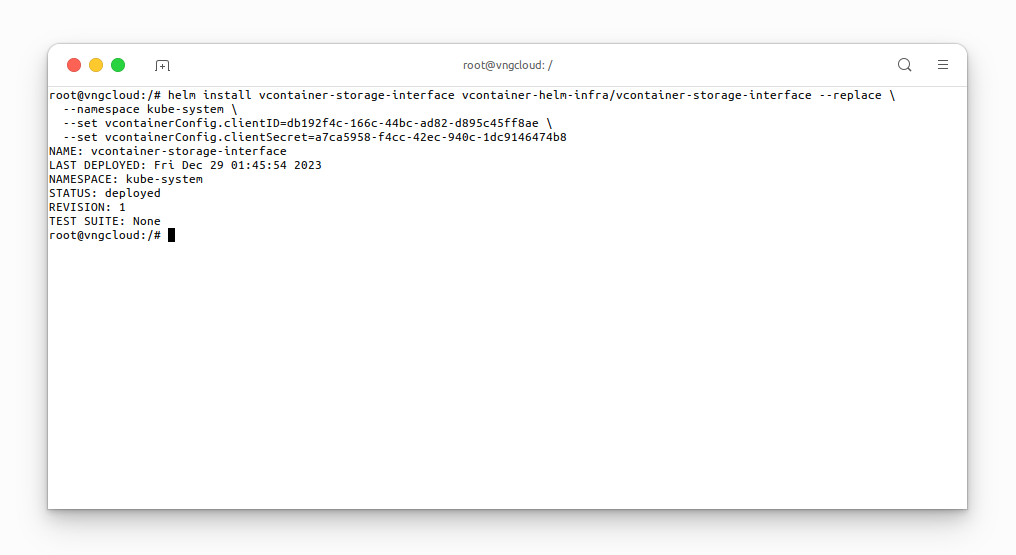 root@vngcloud: /
root@vngcloud:/# helm install vcontainer-storage-interface vcontainer-helm-infra/vcontainer-storage-interface --replace \
  --namespace kube-system \
  --set vcontainerConfig.clientID=db192f4c-166c-44bc-ad82-d895c45ff8ae \
  --set vcontainerConfig.clientSecret=a7ca5958-f4cc-42ec-940c-1dc9146474b8
NAME: vcontainer-storage-interface
LAST DEPLOYED: Fri Dec 29 01:45:54 2023
NAMESPACE: kube-system
STATUS: deployed
REVISION: 1
TEST SUITE: None
root@vngcloud:/#